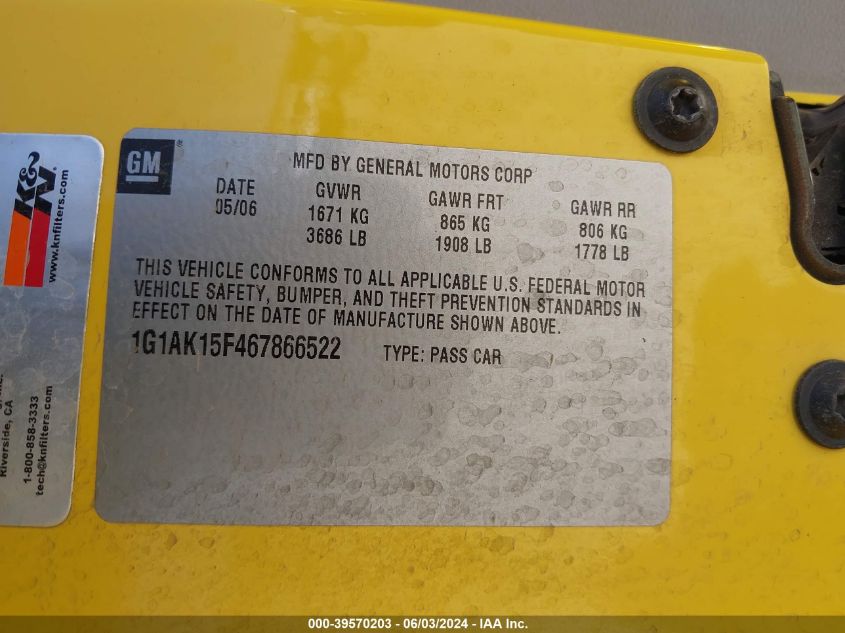 GM
MFD BY GENERAL MOTORS CORP
DATE GVWR GAWR FRT GAWR RR
05/06 1671 KG 865 KG 806 KG
3686 LB 1908 LB 1778 LB
THIS VEHICLE CONFORMS TO ALL APPLICABLE U.S. FEDERAL MOTOR
VEHICLE SAFETY, BUMPER, AND THEFT PREVENTION STANDARDS IN
EFFECT ON THE DATE OF MANUFACTURE SHOWN ABOVE.
1G1AK15F467866522 TYPE: PASS CAR
K&N
www.knfilters.com
Riverside, CA
1-800-858-3333
tech@knfilters.com
000-39570203 - 06/03/2024 - IAA Inc.